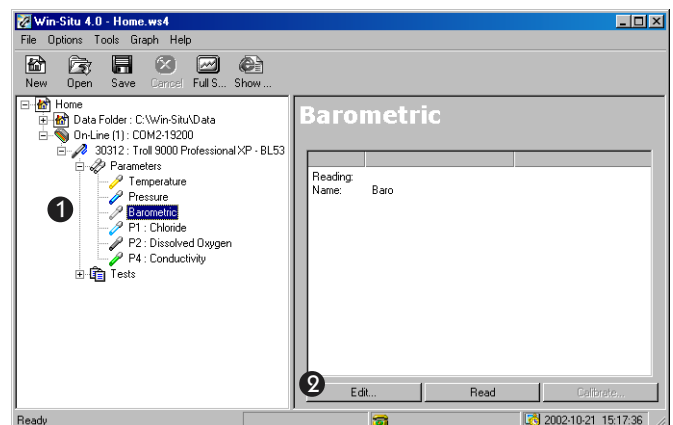 Win-Situ 4.0 - Home.ws4
File Options Tools Graph Help
New Open Save Cancel Full S... Show ...
Home
Data Folder : C:\Win-Situ\Data
On-Line (1) : COM2-19200
30312 : Troll 9000 Professional XP - BL53
Parameters
Temperature
Pressure
1
Barometric
P1 : Chloride
P2 : Dissolved Oxygen
P4 : Conductivity
Tests
Barometric
Reading:
Name: Baro
2
Edit... Read Calibrate...
Ready 2002-10-21 15:17:36